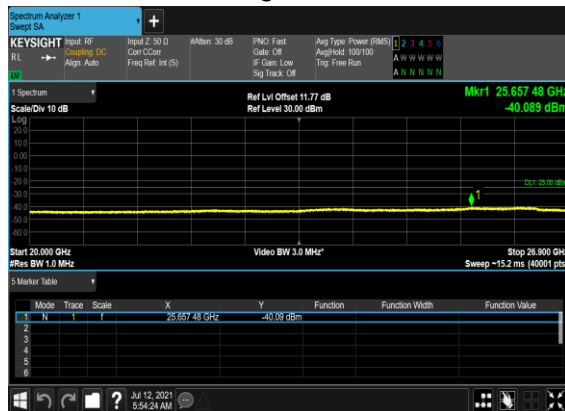 Spectrum Analyzer 1
Swept SA
+
KEYSIGHT Input: RF Input Z: 50 Ω #Atten: 30 dB PNO: Fast Avg Type: Power (RMS) 1 2 3 4 5 6
RL Coupling: DC Corr CCorr Gate: Off Avg|Hold: 100/100 A W W W W W
Align: Auto Freq Ref: Int (S) IF Gain: Low Trig: Free Run
LW Sig Track: Off A N N N N N
1 Spectrum Ref Lvl Offset 11.77 dB Mkr1 25.657 48 GHz
Scale/Div 10 dB Ref Level 30.00 dBm -40.089 dBm
Log
20.0
10.0
0.00
-10.0
-20.0
DL1 -25.00 dBm
-30.0
1
-40.0
-50.0
-60.0
Start 20.000 GHz Video BW 3.0 MHz* Stop 26.900 GHz
#Res BW 1.0 MHz Sweep ~15.2 ms (40001 pts)
5 Marker Table
Mode Trace Scale X Y Function Function Width Function Value
1 N 1 f 25.657 48 GHz -40.09 dBm
2
3
4
5
6
? Jul 12, 2021
5:54:24 AM